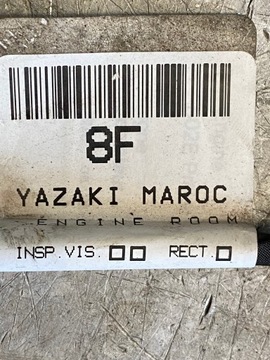 8F
YAZAKI MAROC
ENGINE ROOM
INSP.VIS.□□ RECT.□